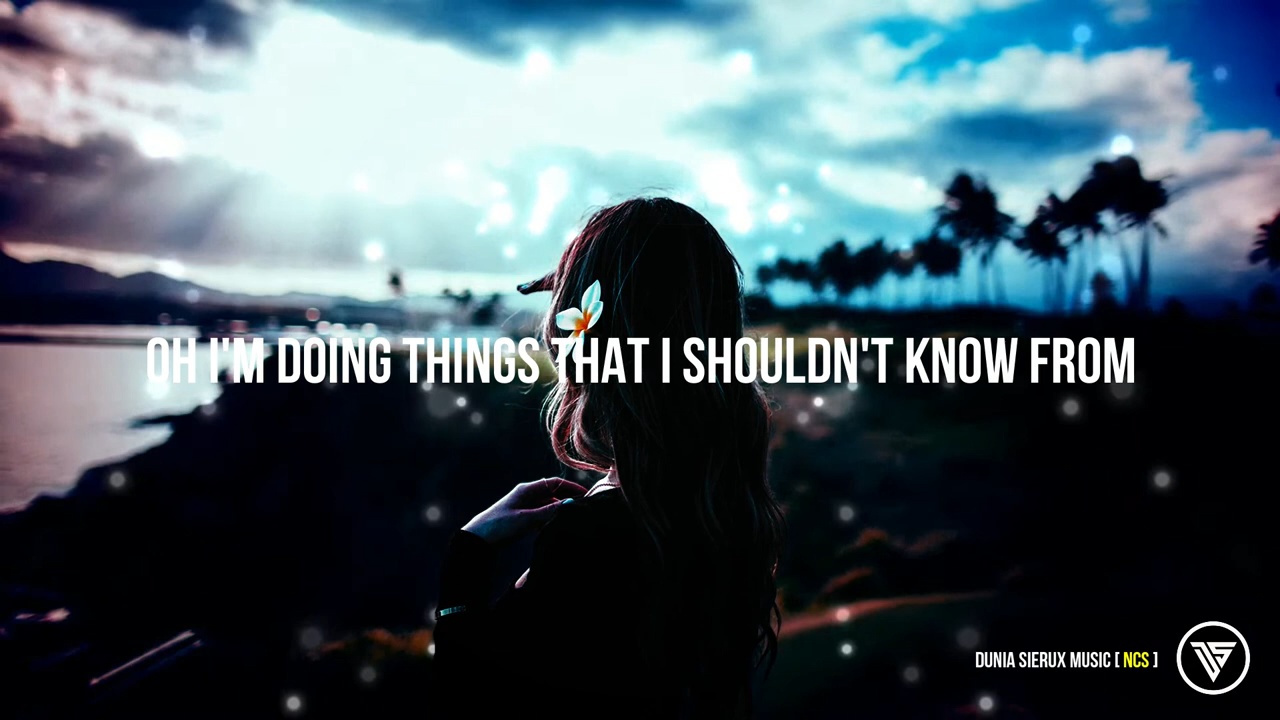 OH I'M DOING THINGS THAT I SHOULDN'T KNOW FROM
DUNIA SIERUX MUSIC [ NCS ]